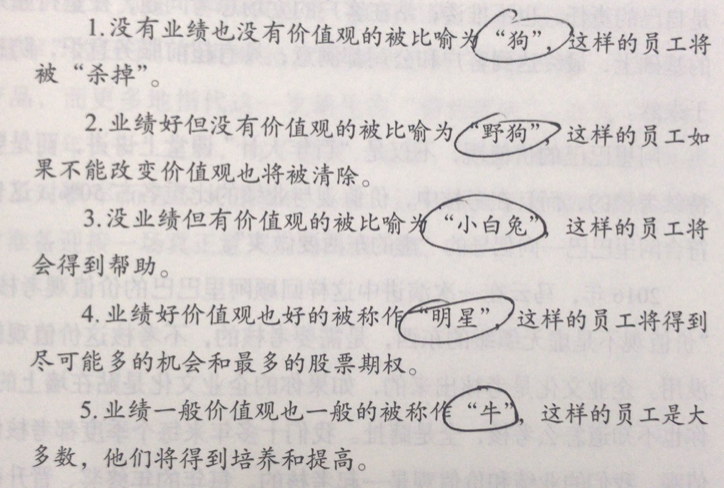 1.没有业绩也没有价值观的被比喻为“狗”，这样的员工将
被“杀掉”。
2.业绩好但没有价值观的被比喻为“野狗”，这样的员工如
果不能改变价值观也将被清除。
3.没业绩但有价值观的被比喻为“小白兔”，这样的员工将
会得到帮助。
4.业绩好价值观也好的被称作“明星”，这样的员工将得到
尽可能多的机会和最多的股票期权。
5.业绩一般价值观也一般的被称作“牛”，这样的员工是大
多数，他们将得到培养和提高。